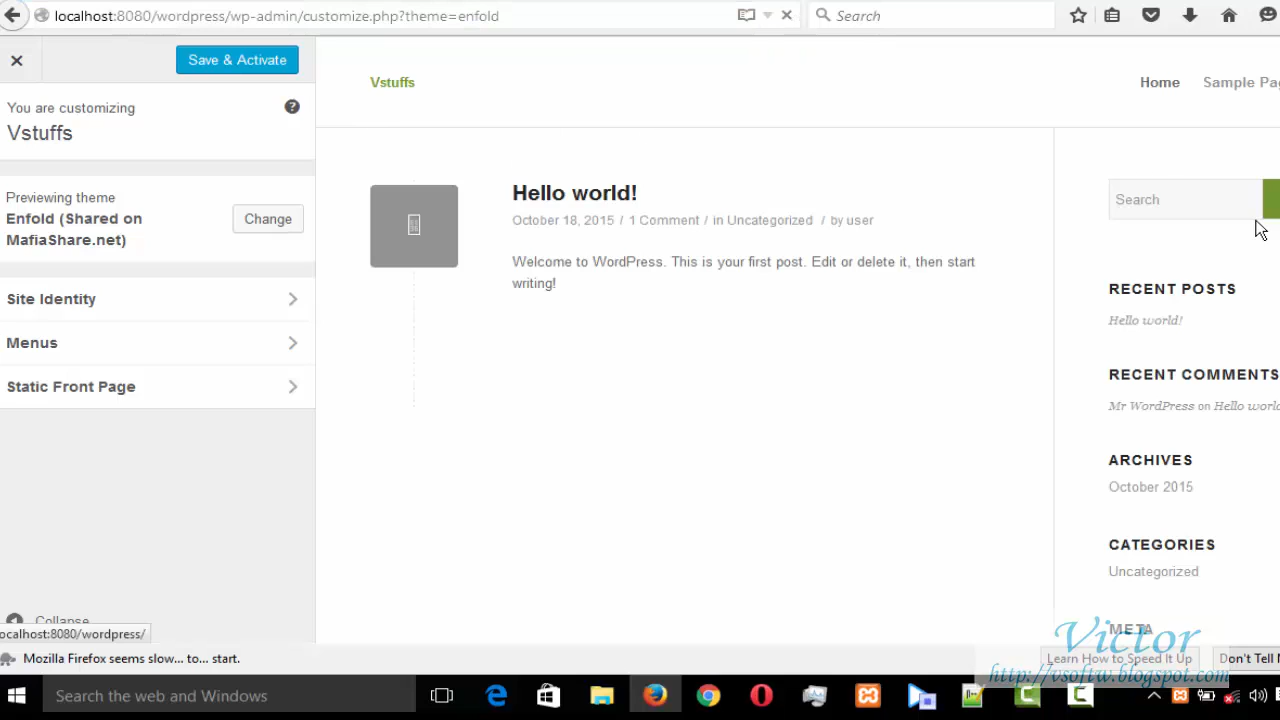 localhost:8080/wordpress/wp-admin/customize.php?theme=enfold
Search
Save & Activate
You are customizing
Vstuffs
Previewing theme
Enfold (Shared on
MafiaShare.net)
Change
Site Identity
Menus
Static Front Page
Collapse
ocalhost:8080/wordpress/
Vstuffs
Home Sample Pag
Hello world!
October 18, 2015 / 1 Comment / in Uncategorized / by user
Welcome to WordPress. This is your first post. Edit or delete it, then start
writing!
Search
RECENT POSTS
Hello world!
RECENT COMMENTS
Mr WordPress on Hello world
ARCHIVES
October 2015
CATEGORIES
Uncategorized
META
Victor
http://vsoftw.blogspot.com
Mozilla Firefox seems slow... to... start.
Learn How to Speed It Up
Don't Tell M
Search the web and Windows